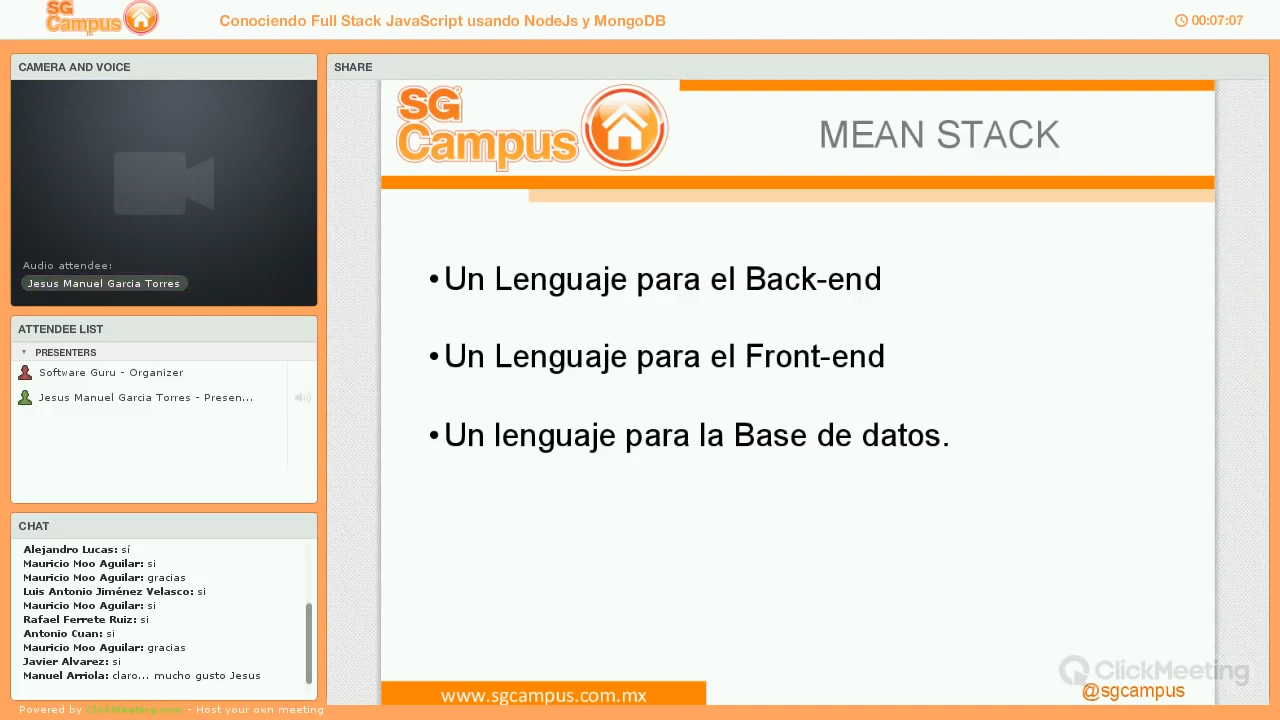 SG Campus
Conociendo Full Stack JavaScript usando NodeJs y MongoDB
00:07:07
CAMERA AND VOICE
Audio attendee:
Jesus Manuel Garcia Torres
ATTENDEE LIST
PRESENTERS
Software Guru - Organizer
Jesus Manuel Garcia Torres - Presen...
CHAT
Alejandro Lucas: sí
Mauricio Moo Aguilar: si
Mauricio Moo Aguilar: gracias
Luis Antonio Jiménez Velasco: si
Mauricio Moo Aguilar: si
Rafael Ferrete Ruiz: si
Antonio Cuan: si
Mauricio Moo Aguilar: gracias
Javier Alvarez: si
Manuel Arriola: claro... mucho gusto Jesus
Powered by ClickMeeting.com - Host your own meeting
SHARE
SG
Campus
MEAN STACK
•Un Lenguaje para el Back-end
•Un Lenguaje para el Front-end
•Un lenguaje para la Base de datos.
www.sgcampus.com.mx
ClickMeeting
@sgcampus